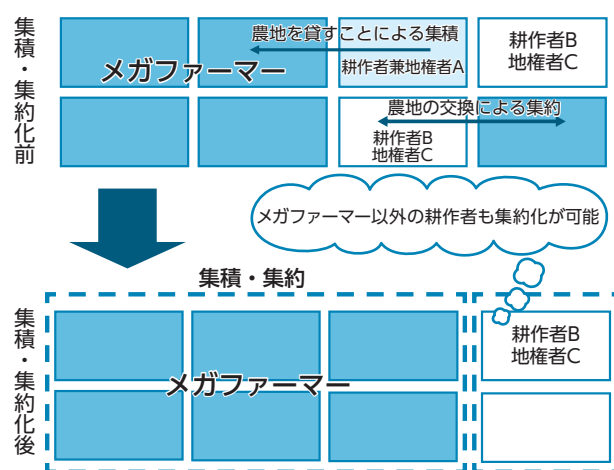 集積・集約化前
農地を貸すことによる集積
メガファーマー
耕作者兼地権者A
耕作者B
地権者C
農地の交換による集約
耕作者B
地権者C
メガファーマー以外の耕作者も集約化が可能
集積・集約
集積・集約化後
メガファーマー
耕作者B
地権者C